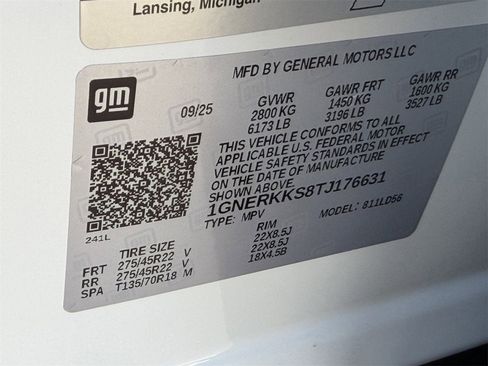 Lansing, Michigan
gm
MFD BY GENERAL MOTORS LLC
09/25
GVWR GAWR FRT GAWR RR
2800 KG 1450 KG 1600 KG
6173 LB 3196 LB 3527 LB
THIS VEHICLE CONFORMS TO ALL
APPLICABLE U.S. FEDERAL MOTOR
VEHICLE SAFETY STANDARDS IN EFFECT
ON THE DATE OF MANUFACTURE
SHOWN ABOVE.
1GNERKKS8TJ176631
TYPE: MPV MODEL: 811LD56
241L
TIRE SIZE RIM
FRT 275/45R22 V 22X8.5J
RR 275/45R22 V 22X8.5J
SPA T135/70R18 M 18X4.5B